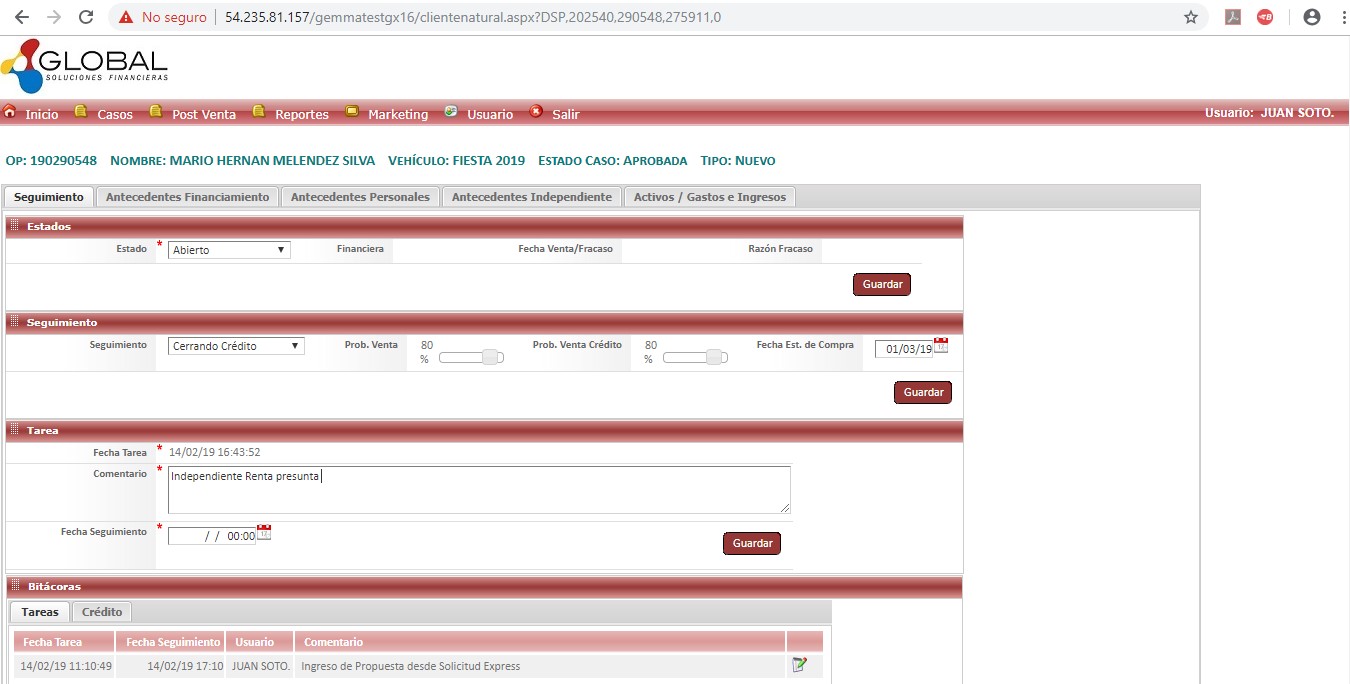 No seguro 54.235.81.157/gemmatestgx16/clientenatural.aspx?DSP,202540,290548,275911,0
GLOBAL
SOLUCIONES FINANCIERAS
Inicio Casos Post Venta Reportes Marketing Usuario Salir Usuario: JUAN SOTO.
OP: 190290548 NOMBRE: MARIO HERNAN MELENDEZ SILVA VEHÍCULO: FIESTA 2019 ESTADO CASO: APROBADA TIPO: NUEVO
Seguimiento Antecedentes Financiamiento Antecedentes Personales Antecedentes Independiente Activos / Gastos e Ingresos
Estados
Estado * Abierto Financiera Fecha Venta/Fracaso Razón Fracaso
Guardar
Seguimiento
Seguimiento Cerrando Crédito Prob. Venta 80 % Prob. Venta Crédito 80 % Fecha Est. de Compra 01/03/19
Guardar
Tarea
Fecha Tarea * 14/02/19 16:43:52
Comentario * Independiente Renta presunta
Fecha Seguimiento * / / 00:00 Guardar
Bitácoras
Tareas Crédito
Fecha Tarea Fecha Seguimiento Usuario Comentario
14/02/19 11:10:49 14/02/19 17:10 JUAN SOTO. Ingreso de Propuesta desde Solicitud Express